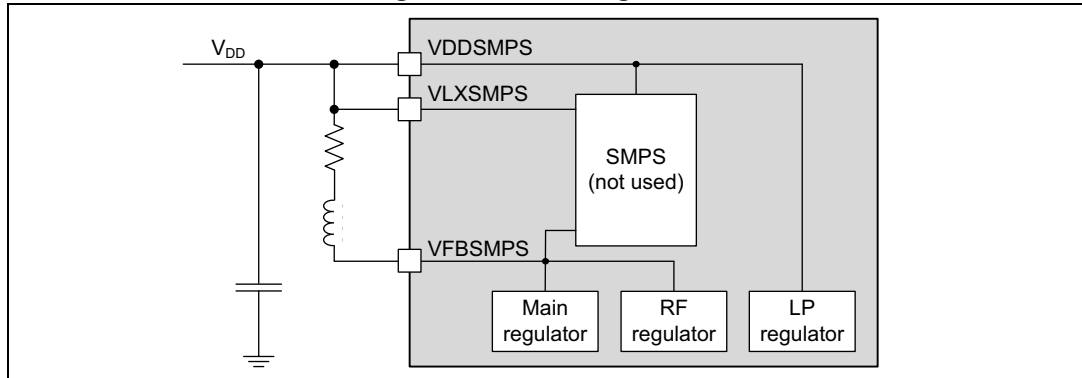 V_DD
VDDSMPS
VLXSMPS
SMPS
(not used)
VFBSMPS
Main
regulator
RF
regulator
LP
regulator